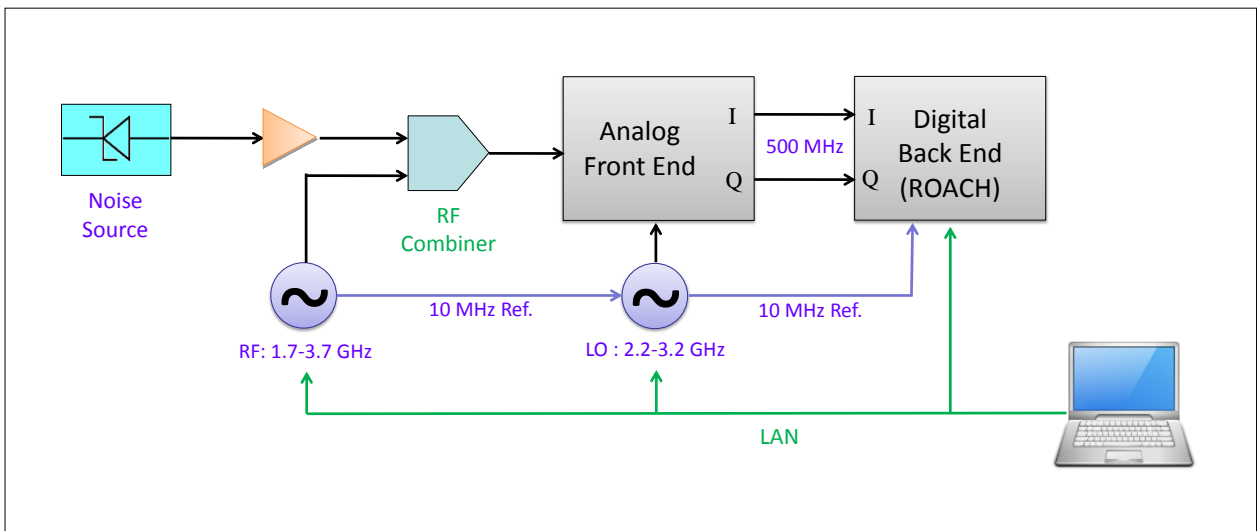 Noise
Source
RF
Combiner
Analog
Front End
I
Q
500 MHz
I
Q
Digital
Back End
(ROACH)
10 MHz Ref.
10 MHz Ref.
RF: 1.7-3.7 GHz
LO : 2.2-3.2 GHz
LAN